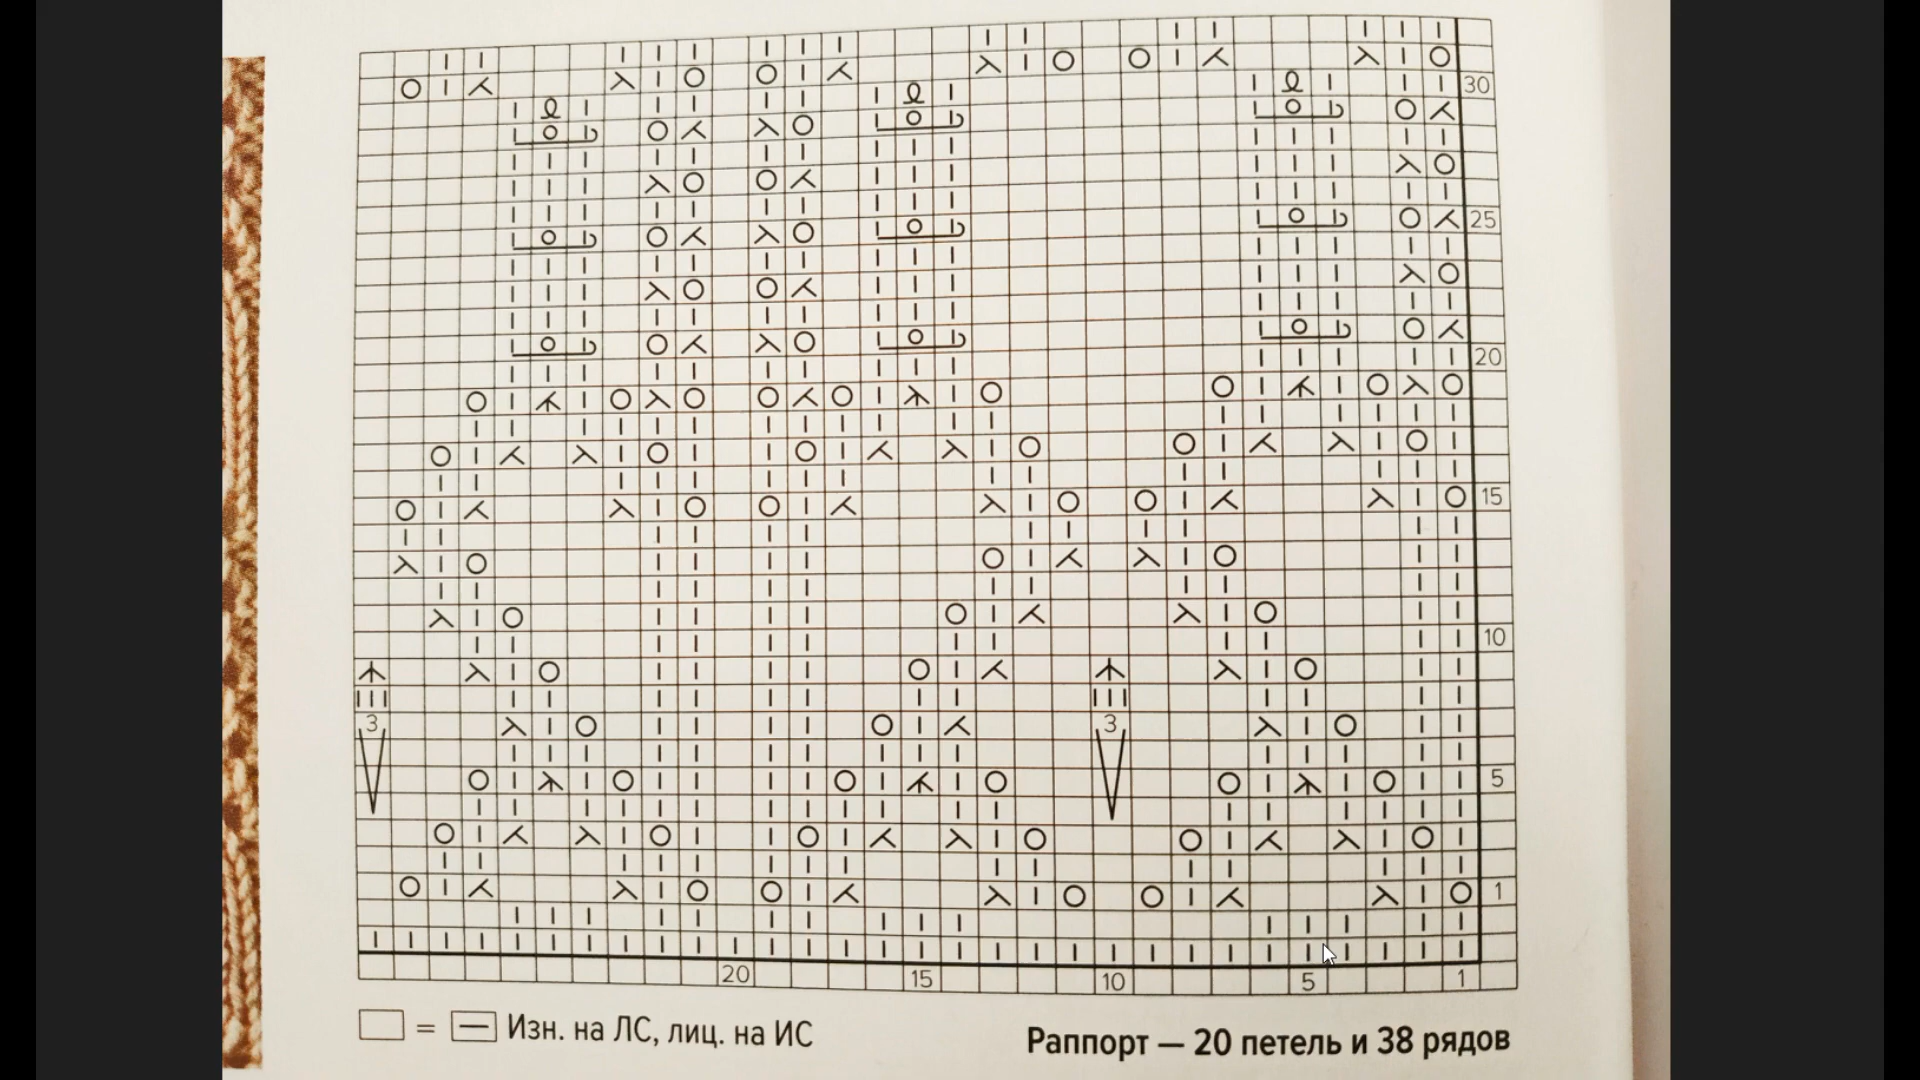 30
25
20
15
10
3 3
5
1
20 15 10 5 1
= Изн. на ЛС, лиц. на ИС
Раппорт — 20 петель и 38 рядов